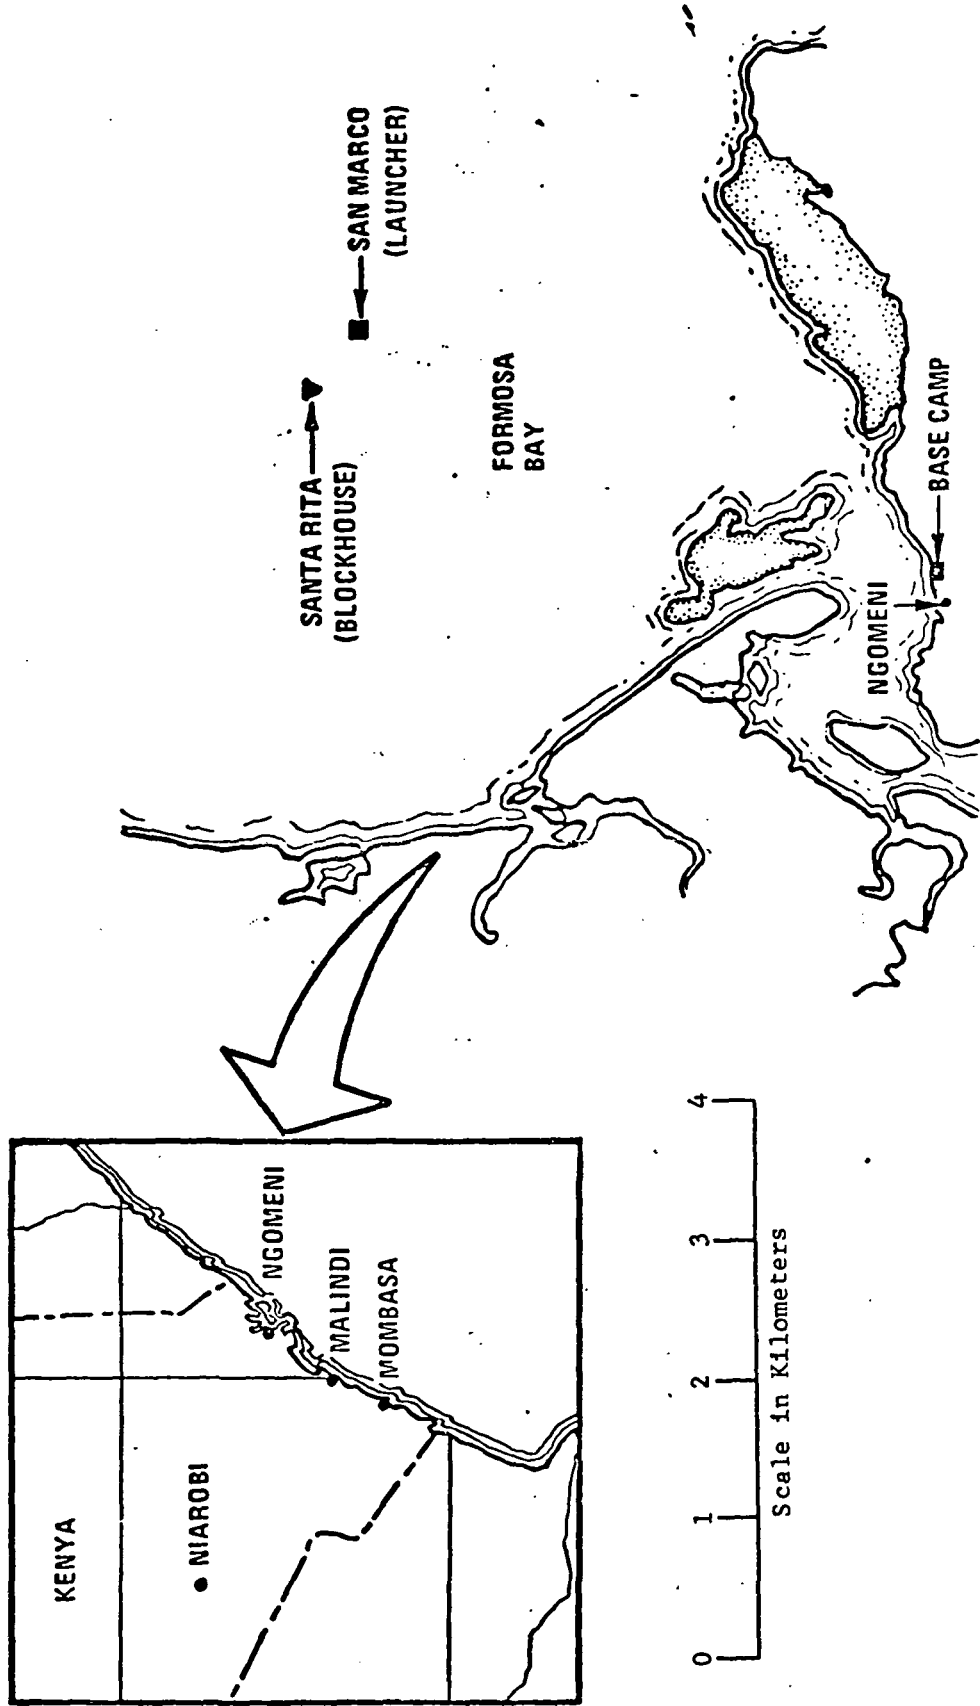 KENYA
NIAROBI
NGOMENI
MALINDI
MOMBASA
SANTA RITA
(BLOCKHOUSE)
SAN MARCO
(LAUNCHER)
FORMOSA
BAY
NGOMENI
BASE CAMP
0 1 2 3 4
Scale in Kilometers